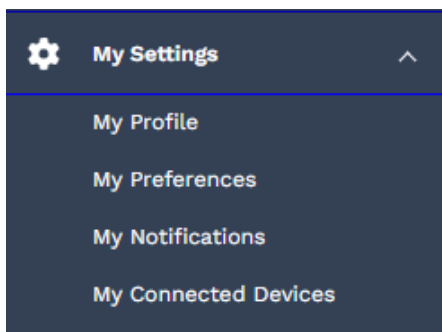 My Settings
My Profile
My Preferences
My Notifications
My Connected Devices